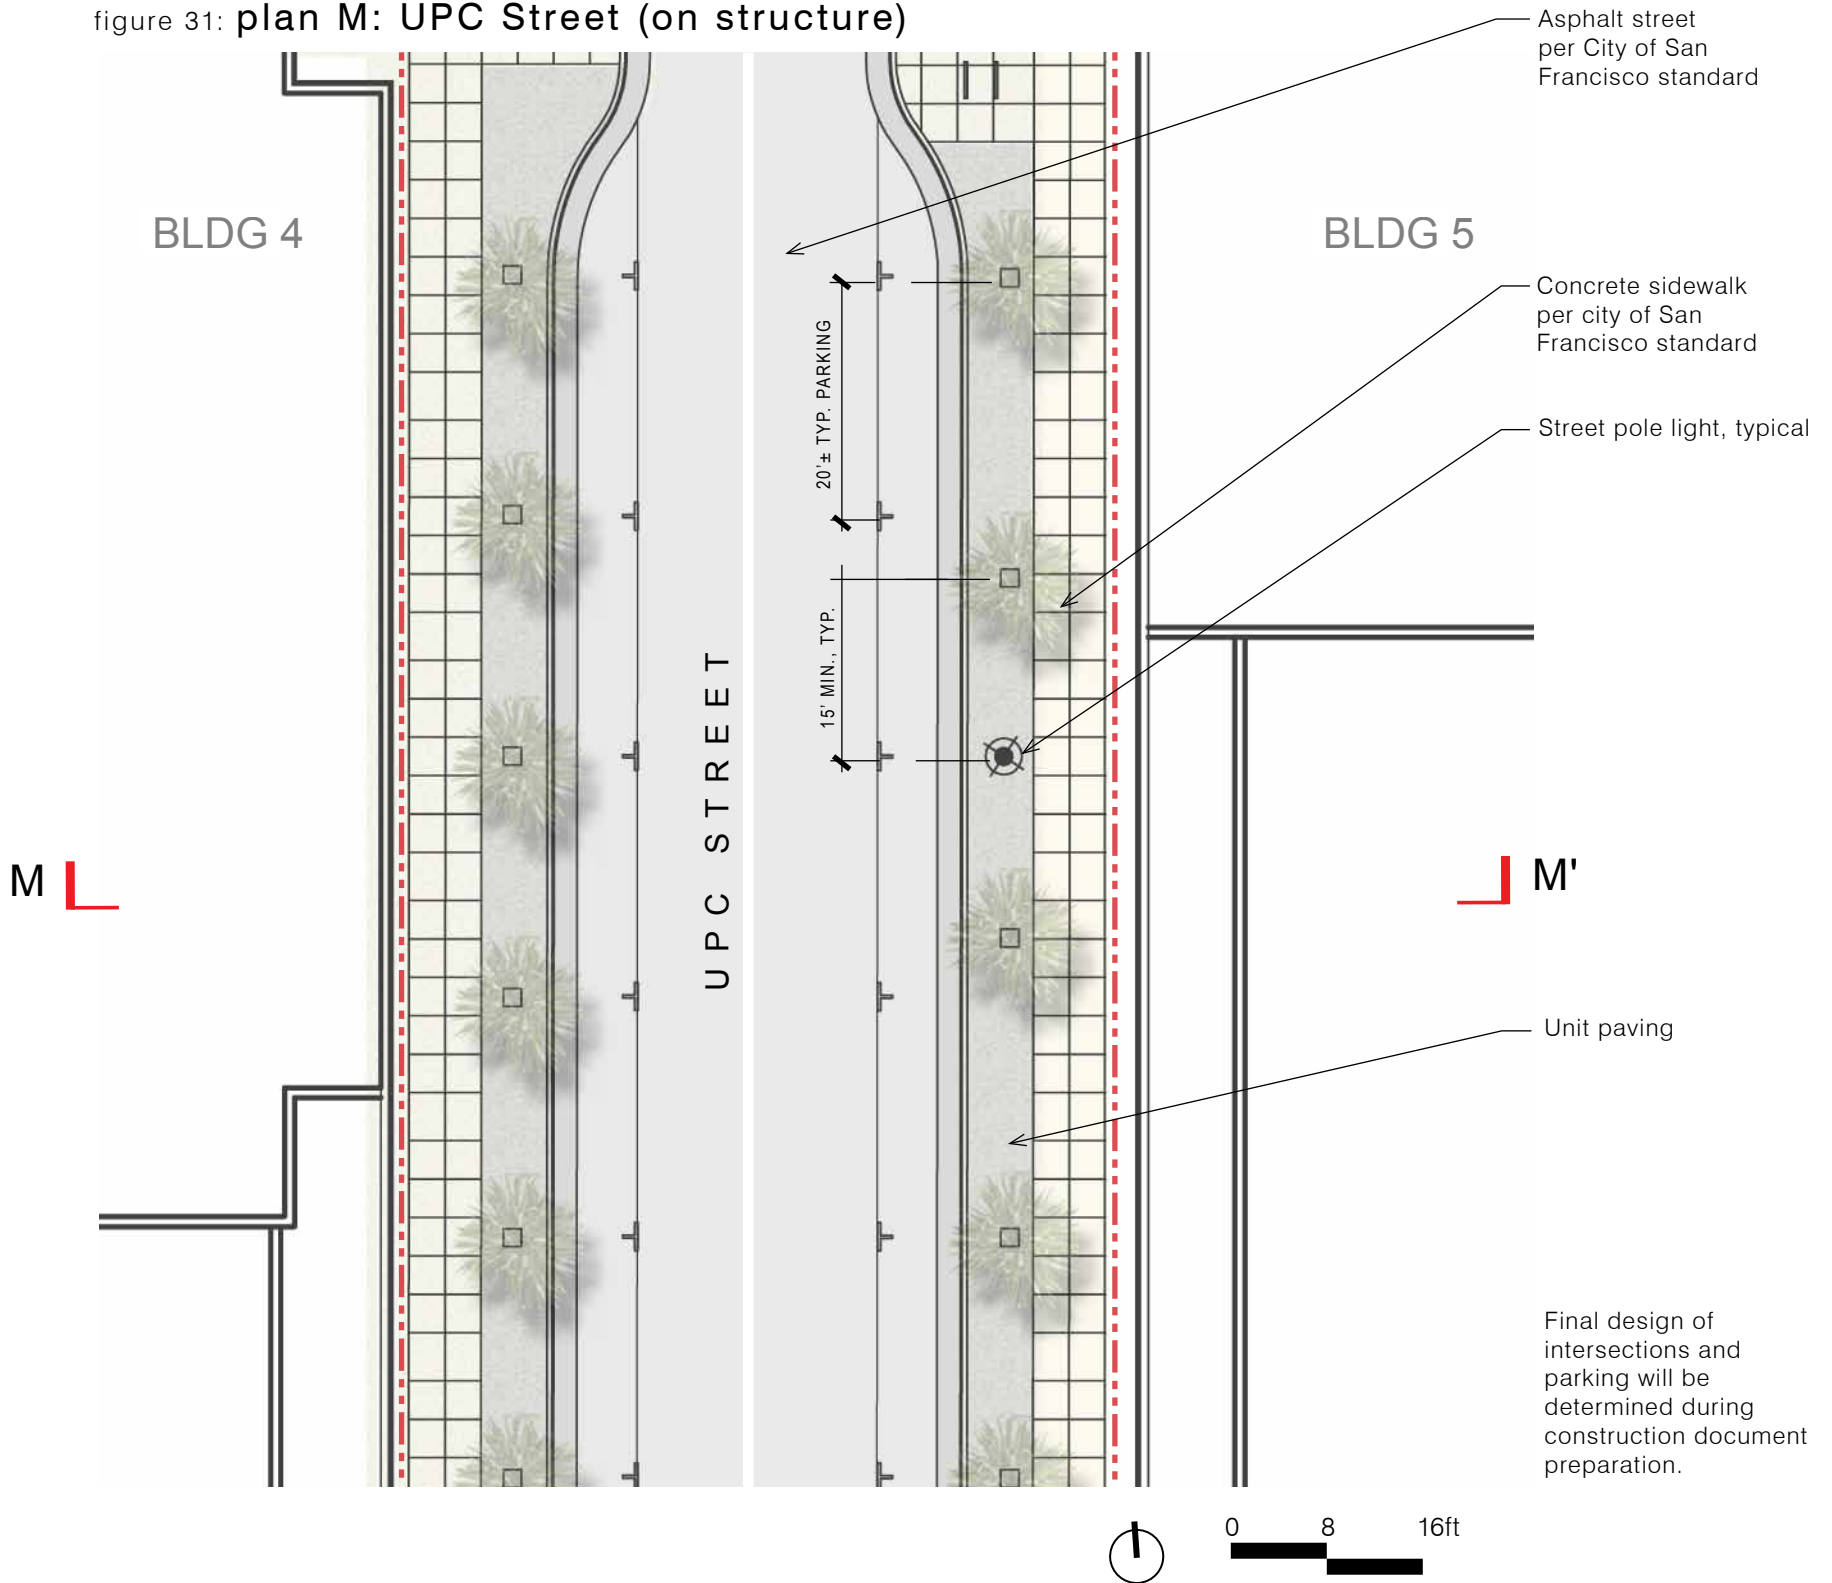 figure 31: plan M: UPC Street (on structure)
Asphalt street
per City of San
Francisco standard
BLDG 4
BLDG 5
Concrete sidewalk
per city of San
Francisco standard
20'± TYP. PARKING
Street pole light, typical
15' MIN., TYP.
UPC STREET
M
M'
Unit paving
Final design of
intersections and
parking will be
determined during
construction document
preparation.
0 8 16ft